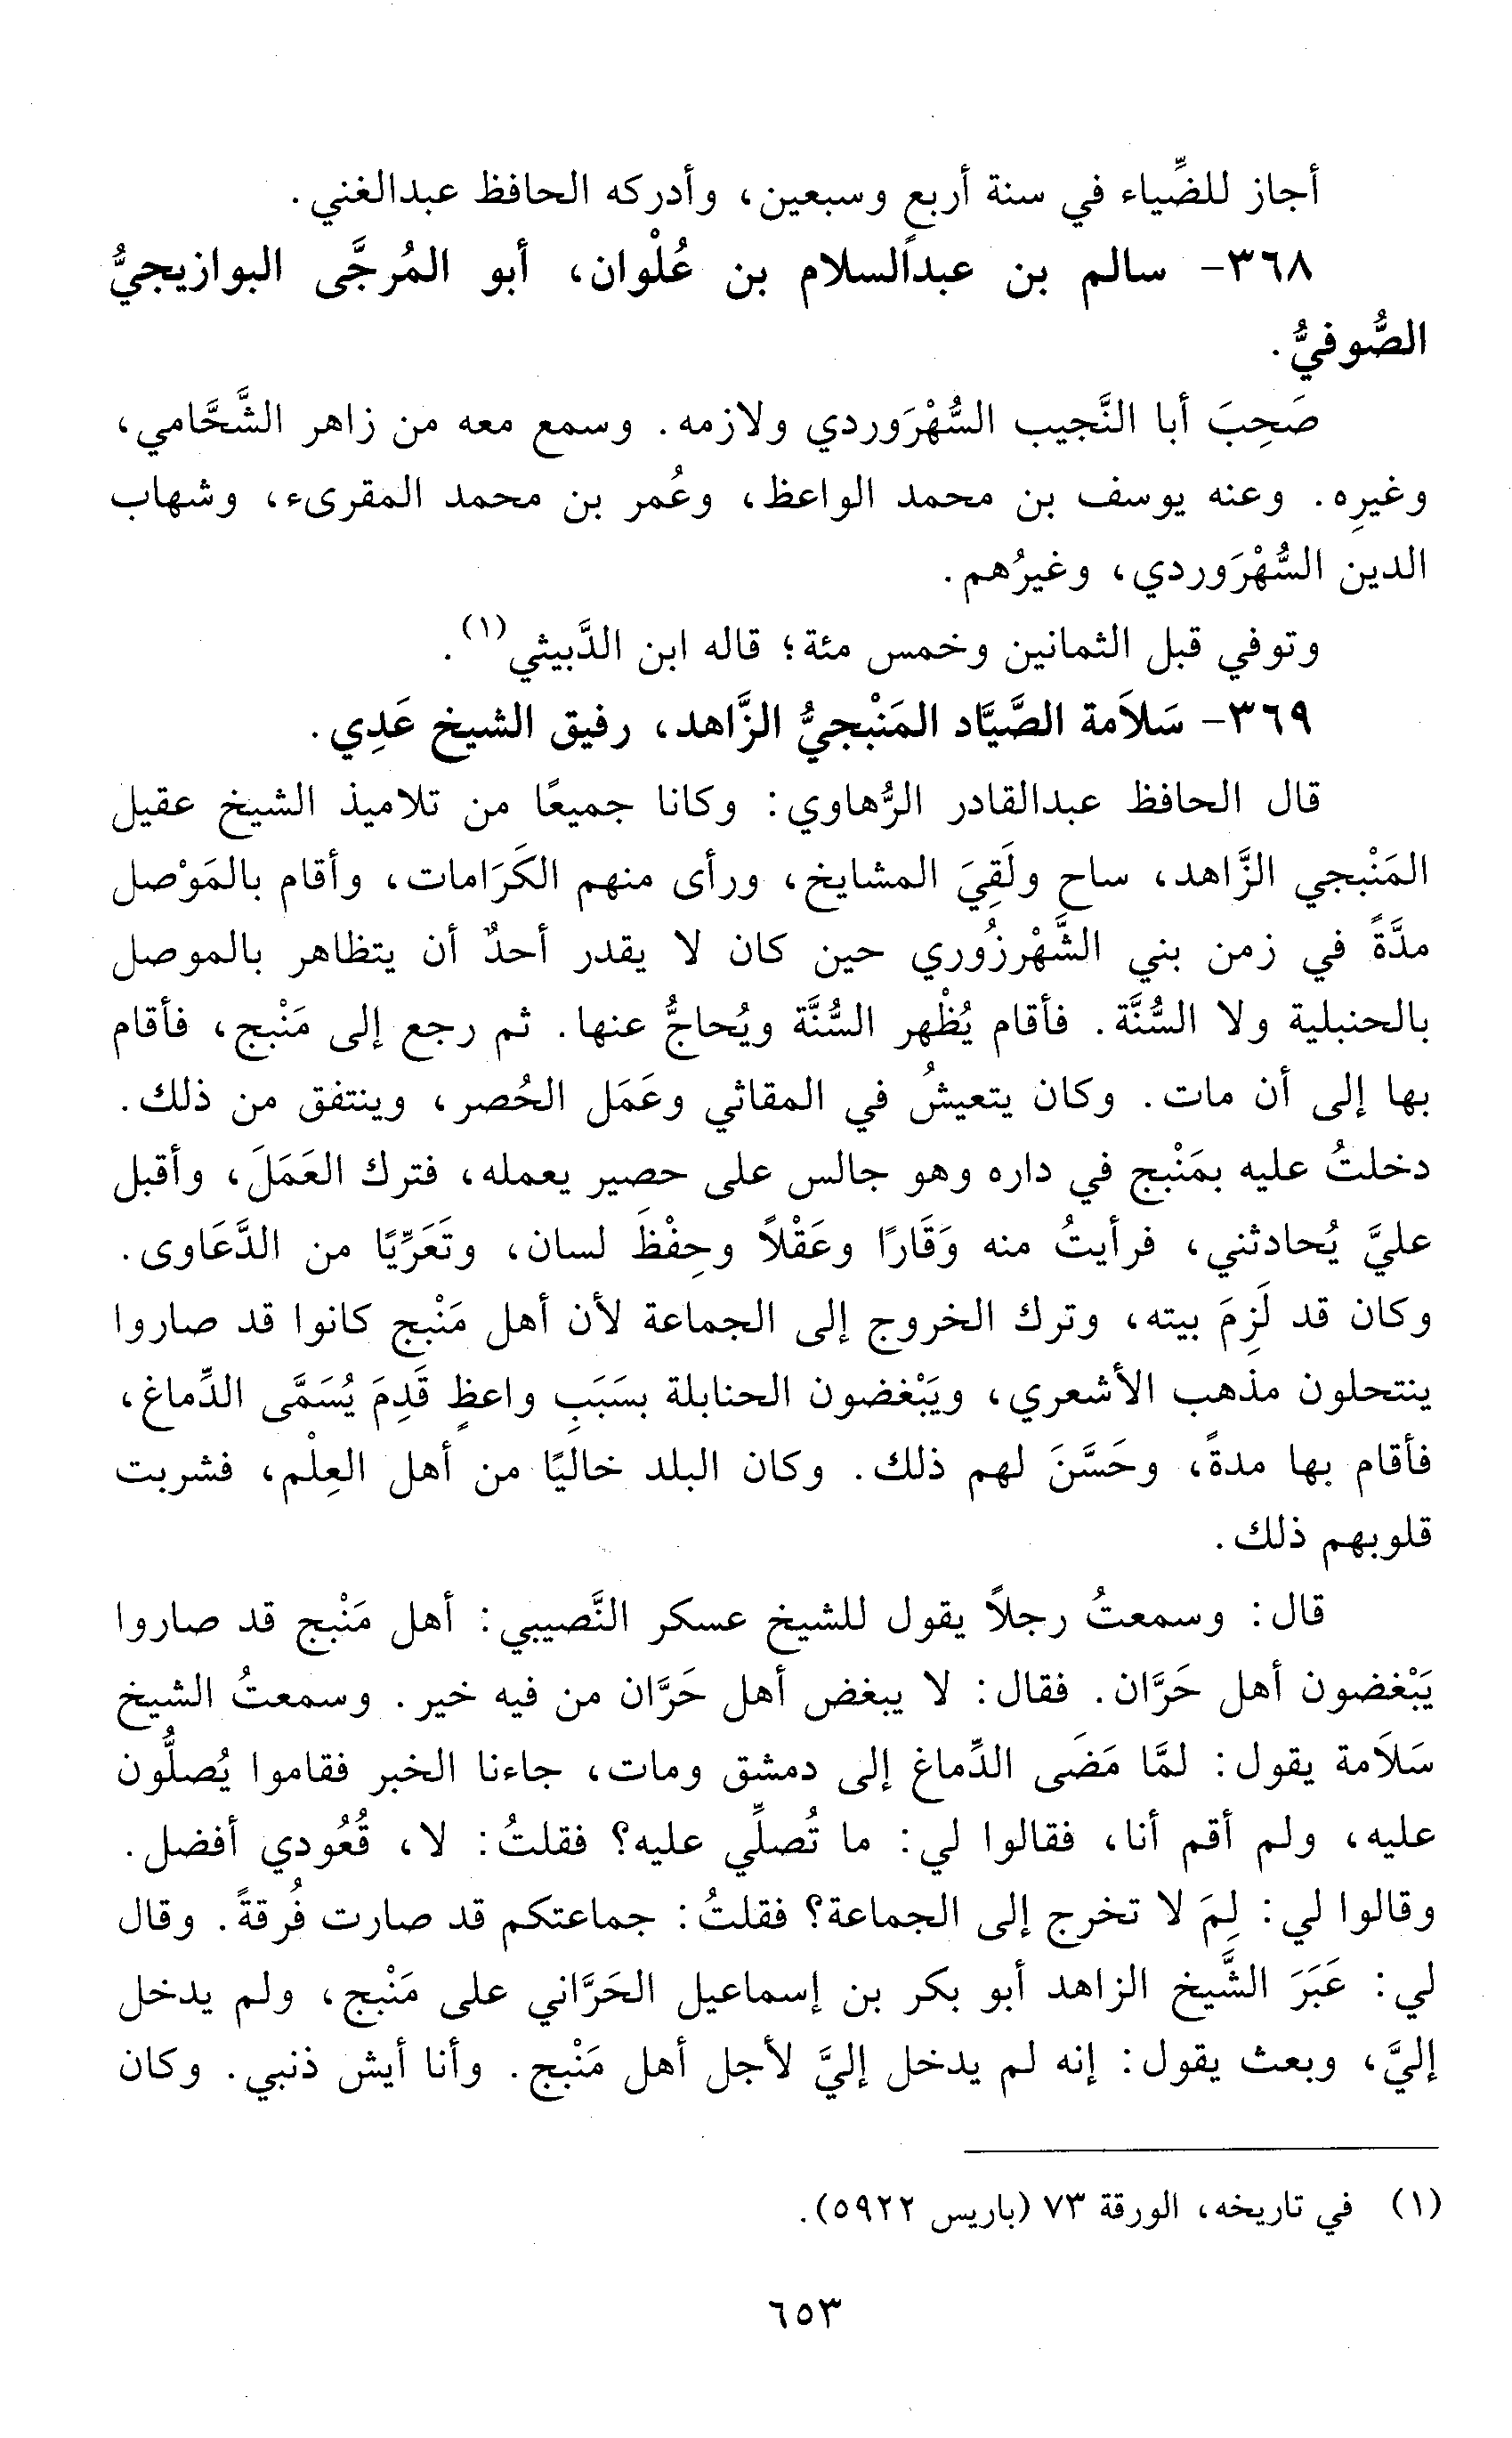 أجاز للضِّياء في سنة أربع وسبعين، وأدركه الحافظ عبدالغني.
٣٦٨- سالم بن عبدالسلام بن عُلْوان، أبو المُرجَّى البوازيجيُّ
الصُّوفيُّ.
صَحِبَ أبا النَّجيب السُّهْرَوردي ولازمه. وسمع معه من زاهر الشَّحَّامي،
وغيرِه. وعنه يوسف بن محمد الواعظ، وعُمر بن محمد المقرىء، وشهاب
الدين السُّهْرَوردي، وغيرُهم.
وتوفي قبل الثمانين وخمس مئة؛ قاله ابن الدَّبيثي(١).
٣٦٩- سَلاَمة الصَّيَّاد المَنْبجيُّ الزَّاهد، رفيق الشيخ عَدِي.
قال الحافظ عبدالقادر الرُّهاوي: وكانا جميعًا من تلاميذ الشيخ عقيل
المَنْبجي الزَّاهد، ساح ولَقِيَ المشايخ، ورأى منهم الكَرَامات، وأقام بالمَوْصل
مدَّةً في زمن بني الشَّهْرزُوري حين كان لا يقدر أحدٌ أن يتظاهر بالموصل
بالحنبلية ولا السُّنَّة. فأقام يُظْهر السُّنَّة ويُحاجُّ عنها. ثم رجع إلى مَنْبج، فأقام
بها إلى أن مات. وكان يتعيشُ في المقاثي وعَمَل الحُصر، وينتفق من ذلك.
دخلتُ عليه بمَنْبج في داره وهو جالس على حصير يعمله، فترك العَمَلَ، وأقبل
عليَّ يُحادثني، فرأيتُ منه وَقَارًا وعَقْلاً وحِفْظَ لسان، وتَعَرِّيًا من الدَّعَاوى.
وكان قد لَزِمَ بيته، وترك الخروج إلى الجماعة لأن أهل مَنْبج كانوا قد صاروا
ينتحلون مذهب الأشعري، ويَبْغضون الحنابلة بسَبَبِ واعظٍ قَدِمَ يُسَمَّى الدِّماغ،
فأقام بها مدةً، وحَسَّنَ لهم ذلك. وكان البلد خاليًا من أهل العِلْم، فشربت
قلوبهم ذلك.
قال: وسمعتُ رجلاً يقول للشيخ عسكر النَّصيبي: أهل مَنْبج قد صاروا
يَبْغضون أهل حَرَّان. فقال: لا يبغض أهل حَرَّان من فيه خير. وسمعتُ الشيخ
سَلاَمة يقول: لمَّا مَضَى الدِّماغ إلى دمشق ومات، جاءنا الخبر فقاموا يُصلُّون
عليه، ولم أقم أنا، فقالوا لي: ما تُصلِّي عليه؟ فقلتُ: لا، قُعُودي أفضل.
وقالوا لي: لِمَ لا تخرج إلى الجماعة؟ فقلتُ: جماعتكم قد صارت فُرقةً. وقال
لي: عَبَرَ الشَّيخ الزاهد أبو بكر بن إسماعيل الحَرَّاني على مَنْبج، ولم يدخل
إليَّ، وبعث يقول: إنه لم يدخل إليَّ لأجل أهل مَنْبج. وأنا أيش ذنبي. وكان
(١) في تاريخه، الورقة ٧٣ (باريس ٥٩٢٢).
٦٥٣